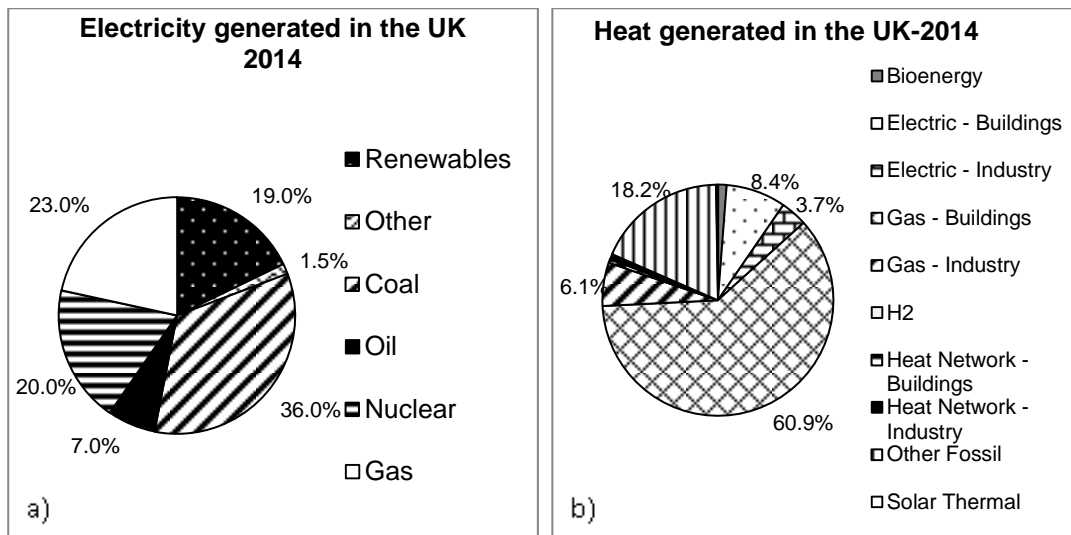 Electricity generated in the UK
2014
23.0%
19.0%
1.5%
36.0%
7.0%
20.0%
Renewables
Other
Coal
Oil
Nuclear
Gas
a)
Heat generated in the UK-2014
18.2%
8.4%
3.7%
6.1%
60.9%
Bioenergy
Electric - Buildings
Electric - Industry
Gas - Buildings
Gas - Industry
H2
Heat Network -
Buildings
Heat Network -
Industry
Other Fossil
Solar Thermal
b)